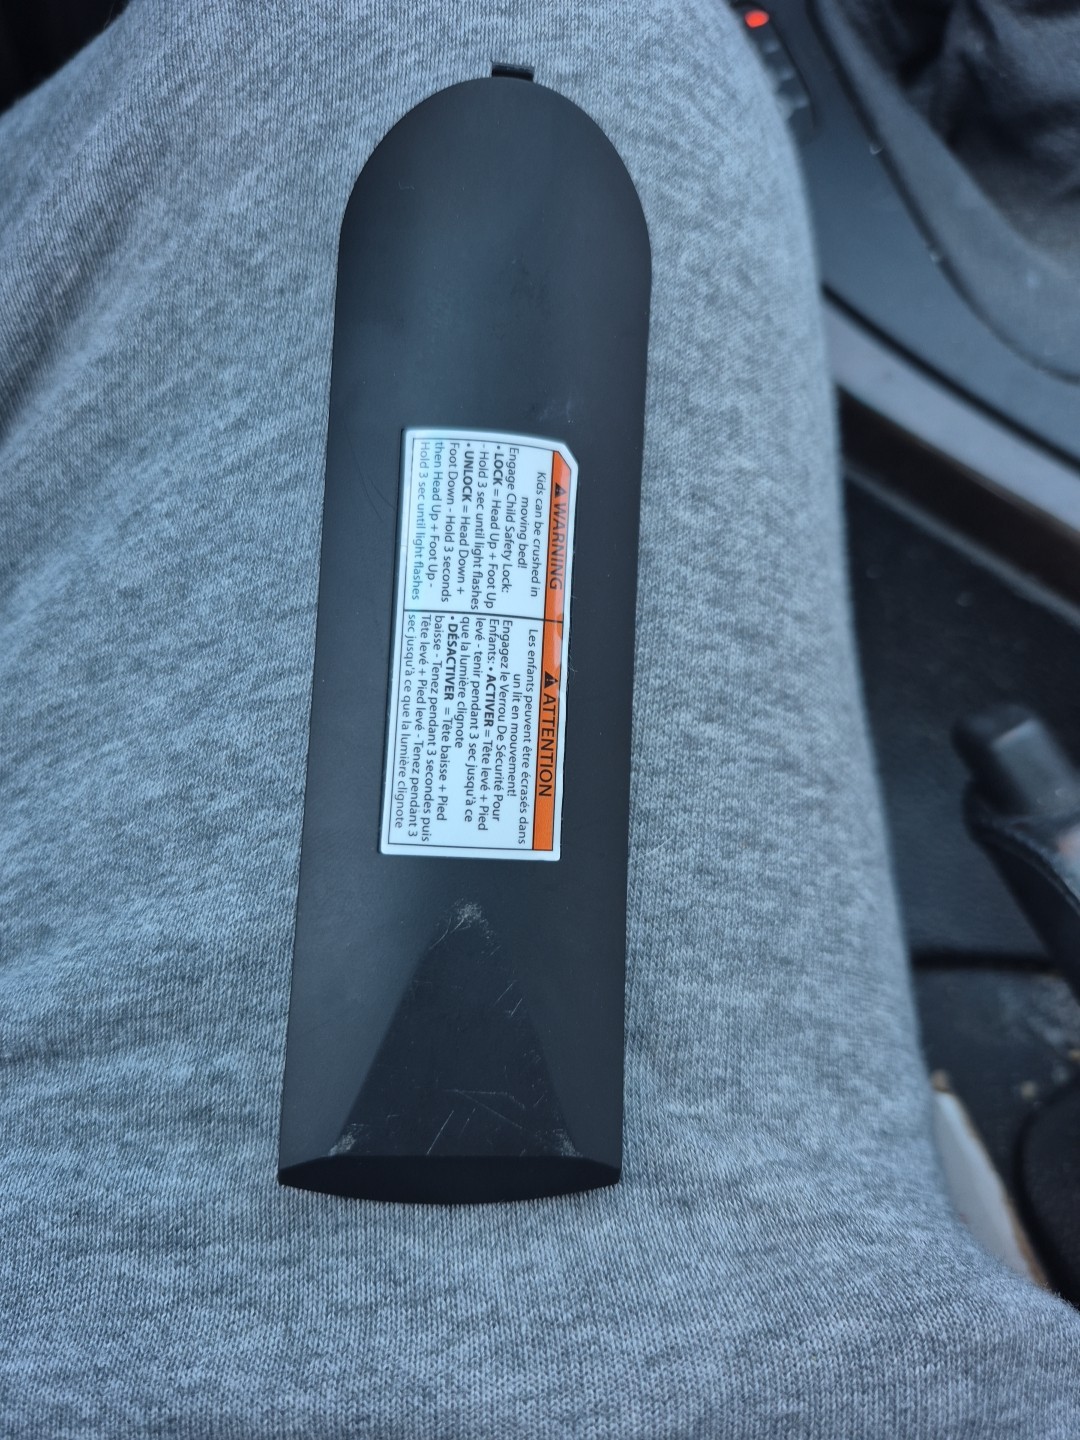 ⚠ WARNING
Kids can be crushed in
moving bed!
Engage Child Safety Lock:
• LOCK = Head Up + Foot Up
- Hold 3 sec until light flashes
• UNLOCK = Head Down +
Foot Down - Hold 3 seconds
then Head Up + Foot Up -
Hold 3 sec until light flashes
⚠ ATTENTION
Les enfants peuvent être écrasés dans
un lit en mouvement!
Engagez le Verrou De Sécurité Pour
Enfants: • ACTIVER = Tête levé + Pied
levé - tenir pendant 3 sec jusqu'à ce
que la lumière clignote
• DÉSACTIVER = Tête baisse + Pied
baisse - Tenez pendant 3 secondes puis
Tête levé + Pied levé - Tenez pendant 3
sec jusqu'à ce que la lumière clignote